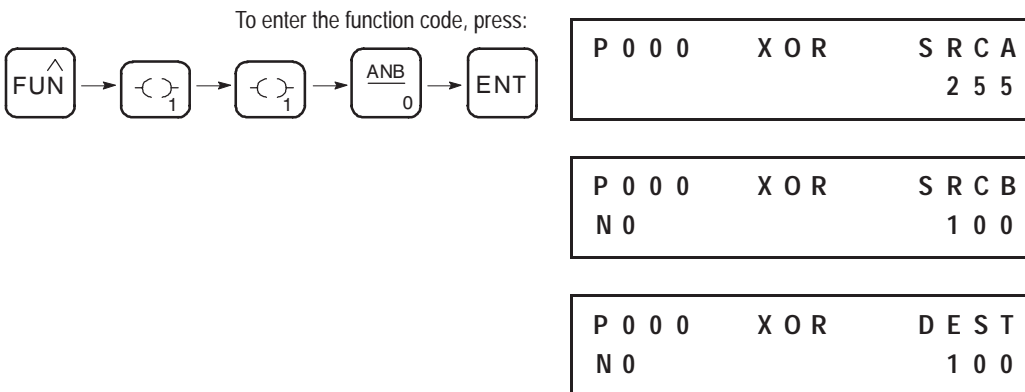 To enter the function code, press:
FUN
1
1
ANB
0
ENT
P000 XOR SRCA
255
P000 XOR SRCB
N0 100
P000 XOR DEST
N0 100